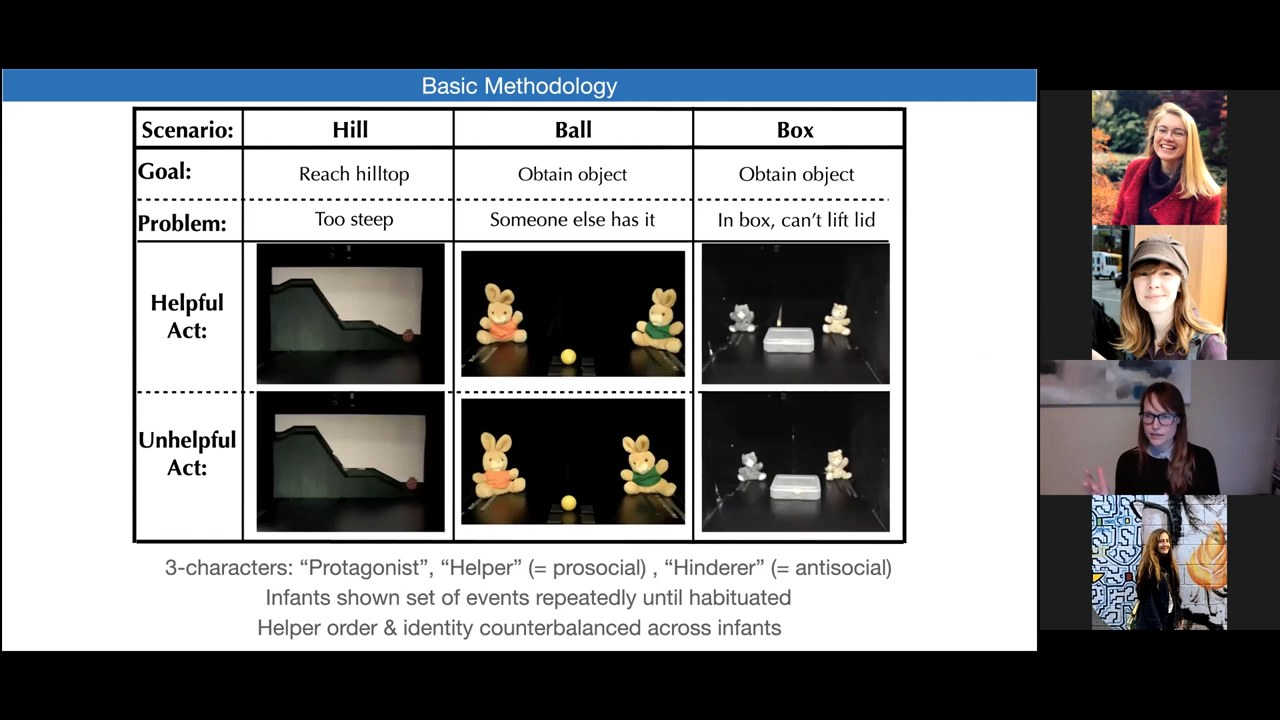 Basic Methodology
Scenario: Hill Ball Box
Goal: Reach hilltop Obtain object Obtain object
Problem: Too steep Someone else has it In box, can't lift lid
Helpful
Act:
Unhelpful
Act:
3-characters: “Protagonist”, “Helper” (= prosocial) , “Hinderer” (= antisocial)
Infants shown set of events repeatedly until habituated
Helper order & identity counterbalanced across infants